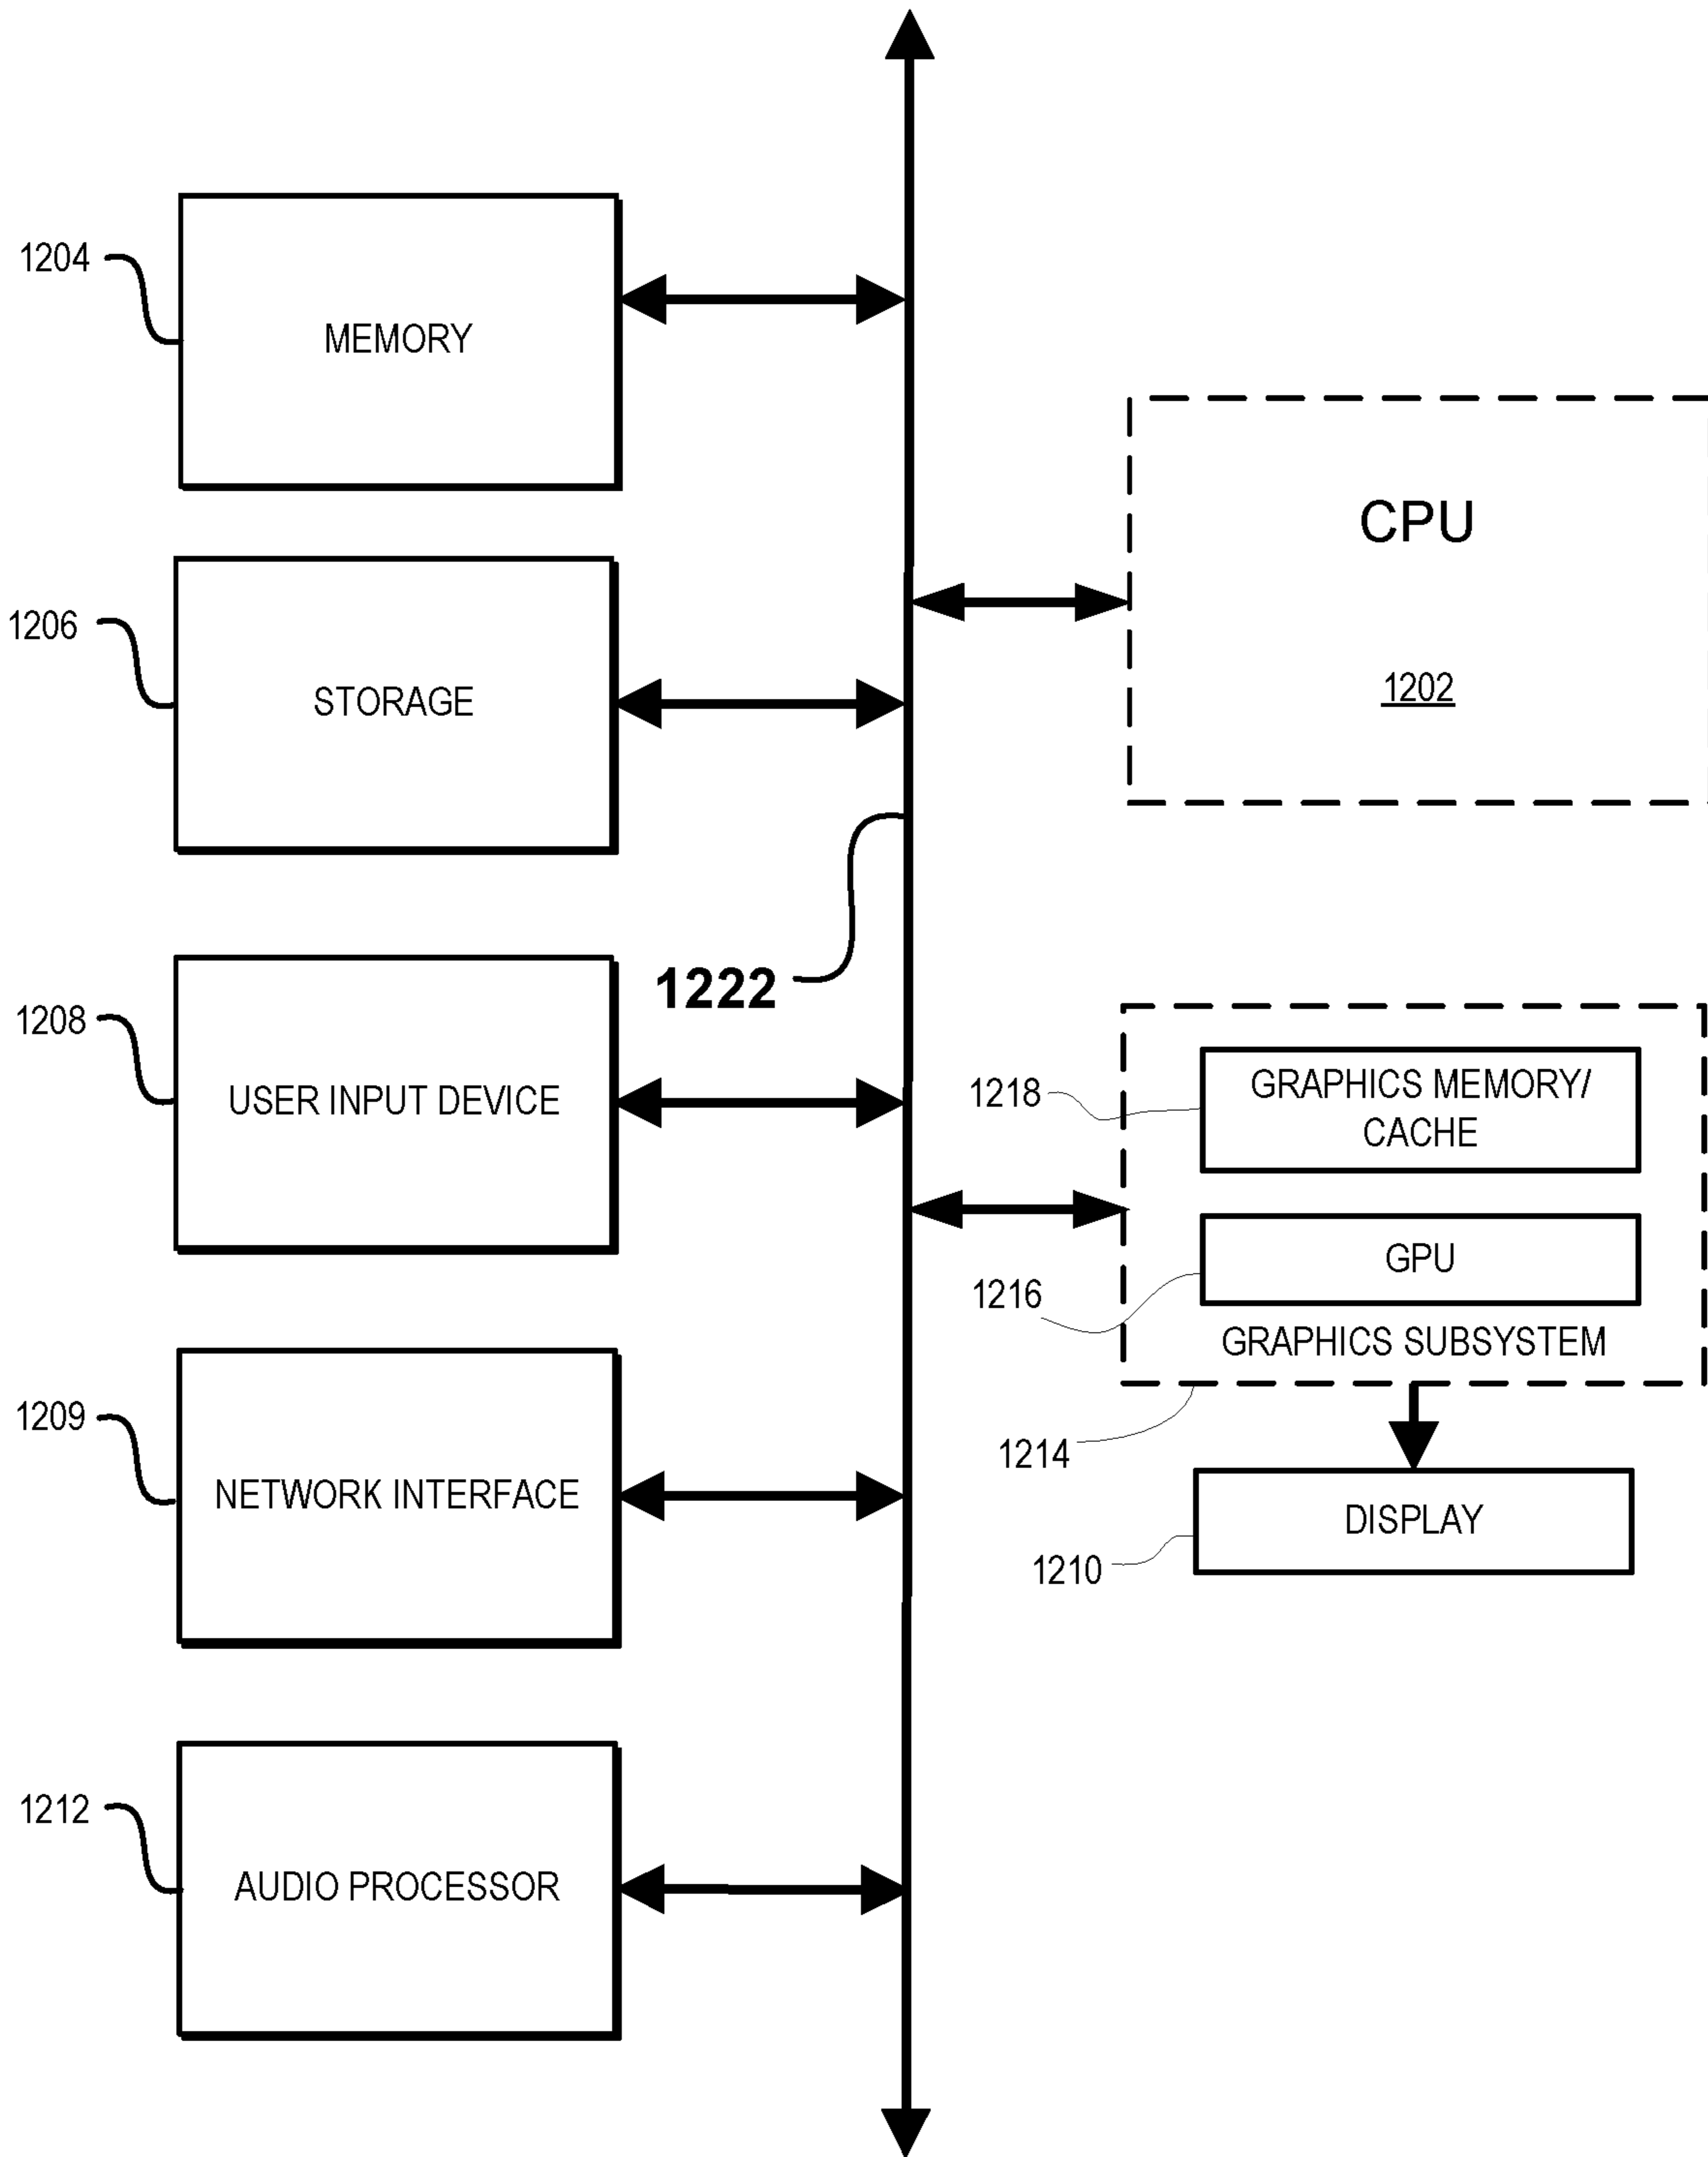 1204
MEMORY
CPU
1202
1206
STORAGE
1222
1208
USER INPUT DEVICE
1218
GRAPHICS MEMORY/
CACHE
1216
GPU
GRAPHICS SUBSYSTEM
1214
1209
NETWORK INTERFACE
DISPLAY
1210
1212
AUDIO PROCESSOR